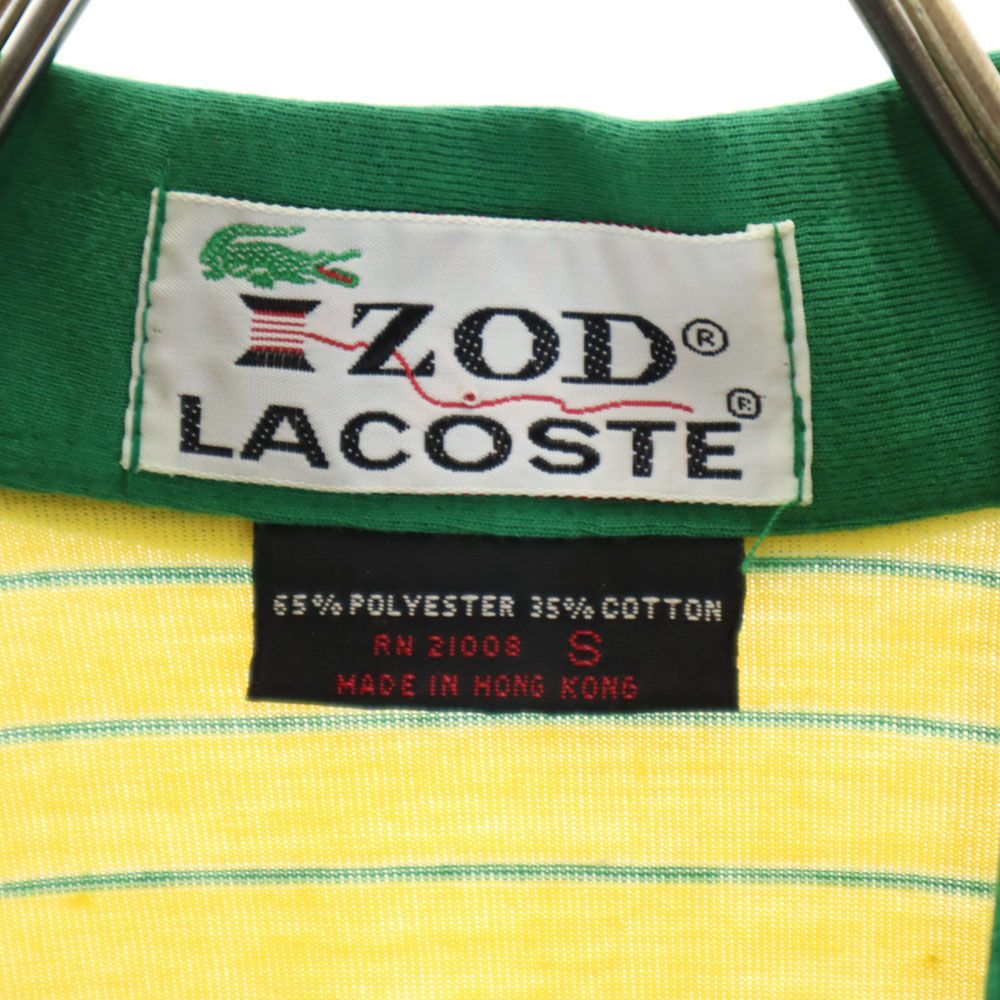 IZOD®
LACOSTE®
65% POLYESTER 35% COTTON
RN 21008 S
MADE IN HONG KONG